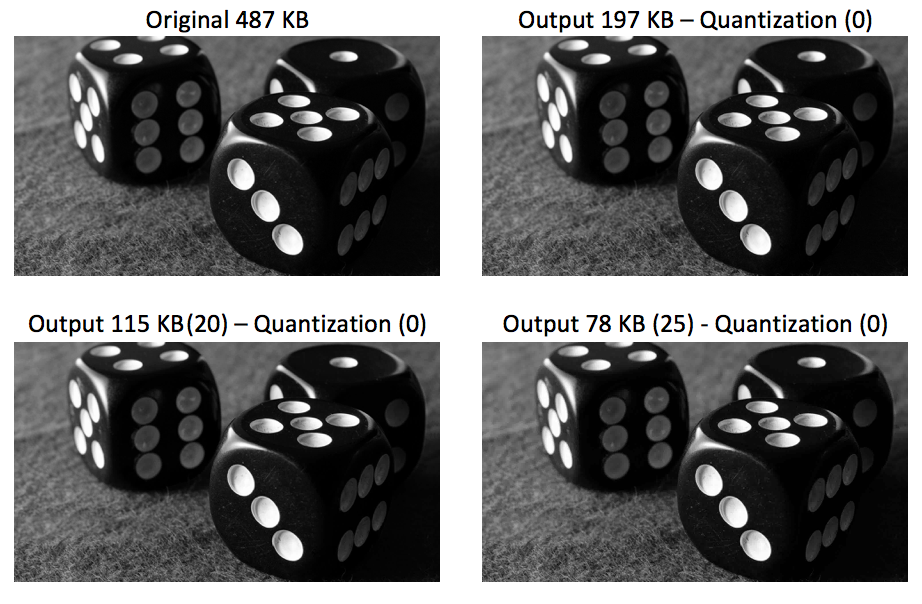 Original 487 KB
Output 197 KB – Quantization (0)
Output 115 KB(20) – Quantization (0)
Output 78 KB (25) - Quantization (0)